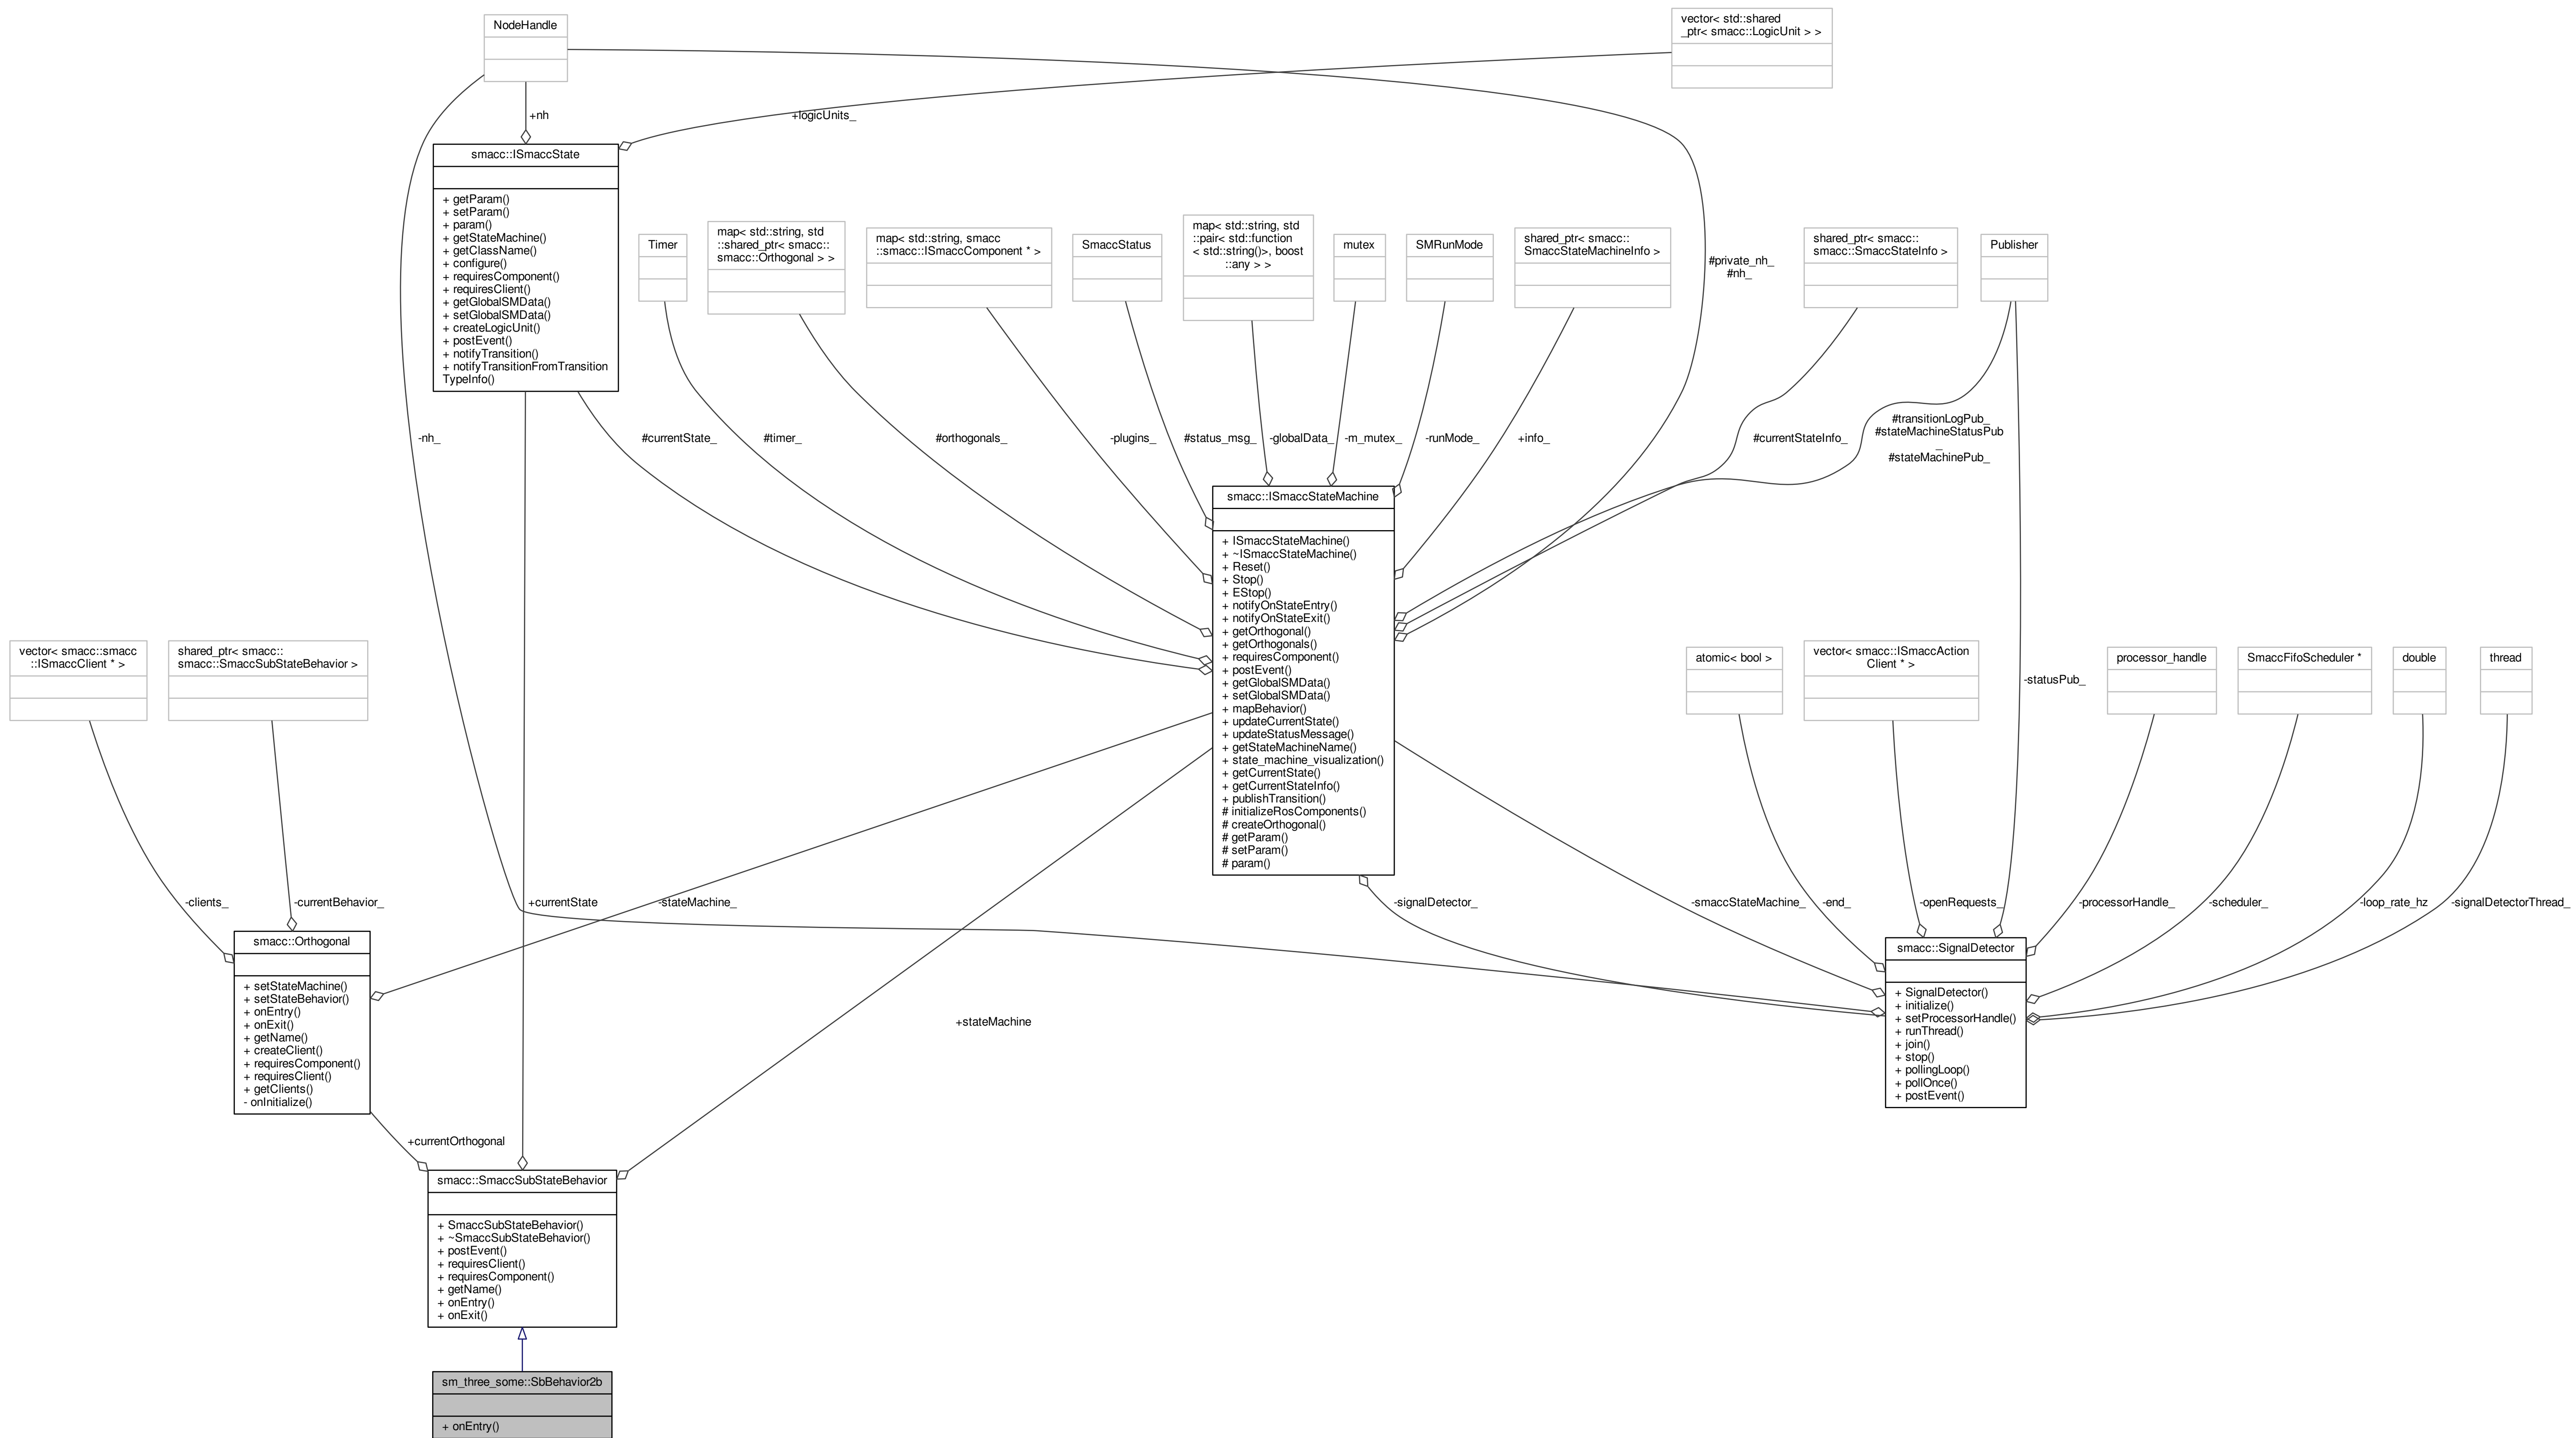 NodeHandle
vector< std::shared
_ptr< smacc::LogicUnit > >
+nh
+logicUnits_
smacc::ISmaccState
+ getParam()
+ setParam()
+ param()
+ getStateMachine()
+ getClassName()
+ configure()
+ requiresComponent()
+ requiresClient()
+ getGlobalSMData()
+ setGlobalSMData()
+ createLogicUnit()
+ postEvent()
+ notifyTransition()
+ notifyTransitionFromTransition
TypeInfo()
Timer
map< std::string, std
::shared_ptr< smacc::
smacc::Orthogonal > >
map< std::string, smacc
::smacc::ISmaccComponent * >
SmaccStatus
map< std::string, std
::pair< std::function
< std::string()>, boost
::any > >
mutex
SMRunMode
shared_ptr< smacc::
SmaccStateMachineInfo >
#private_nh_
#nh_
shared_ptr< smacc::
smacc::SmaccStateInfo >
Publisher
-nh_
#currentState_
#timer_
#orthogonals_
-plugins_
#status_msg_
-globalData_
-m_mutex_
-runMode_
+info_
#currentStateInfo_
#transitionLogPub_
#stateMachineStatusPub
_
#stateMachinePub_
smacc::ISmaccStateMachine
+ ISmaccStateMachine()
+ ~ISmaccStateMachine()
+ Reset()
+ Stop()
+ EStop()
+ notifyOnStateEntry()
+ notifyOnStateExit()
+ getOrthogonal()
+ getOrthogonals()
+ requiresComponent()
+ postEvent()
+ getGlobalSMData()
+ setGlobalSMData()
+ mapBehavior()
+ updateCurrentState()
+ updateStatusMessage()
+ getStateMachineName()
+ state_machine_visualization()
+ getCurrentState()
+ getCurrentStateInfo()
+ publishTransition()
# initializeRosComponents()
# createOrthogonal()
# getParam()
# setParam()
# param()
vector< smacc::smacc
::ISmaccClient * >
shared_ptr< smacc::
smacc::SmaccSubStateBehavior >
atomic< bool >
vector< smacc::ISmaccAction
Client * >
-statusPub_
processor_handle
SmaccFifoScheduler *
double
thread
-clients_
-currentBehavior_
+currentState
-stateMachine_
-signalDetector_
-smaccStateMachine_
-end_
-openRequests_
-processorHandle_
-scheduler_
-loop_rate_hz
-signalDetectorThread_
smacc::Orthogonal
+ setStateMachine()
+ setStateBehavior()
+ onEntry()
+ onExit()
+ getName()
+ createClient()
+ requiresComponent()
+ requiresClient()
+ getClients()
- onInitialize()
smacc::SignalDetector
+ SignalDetector()
+ initialize()
+ setProcessorHandle()
+ runThread()
+ join()
+ stop()
+ pollingLoop()
+ pollOnce()
+ postEvent()
+stateMachine
+currentOrthogonal
smacc::SmaccSubStateBehavior
+ SmaccSubStateBehavior()
+ ~SmaccSubStateBehavior()
+ postEvent()
+ requiresClient()
+ requiresComponent()
+ getName()
+ onEntry()
+ onExit()
sm_three_some::SbBehavior2b
+ onEntry()